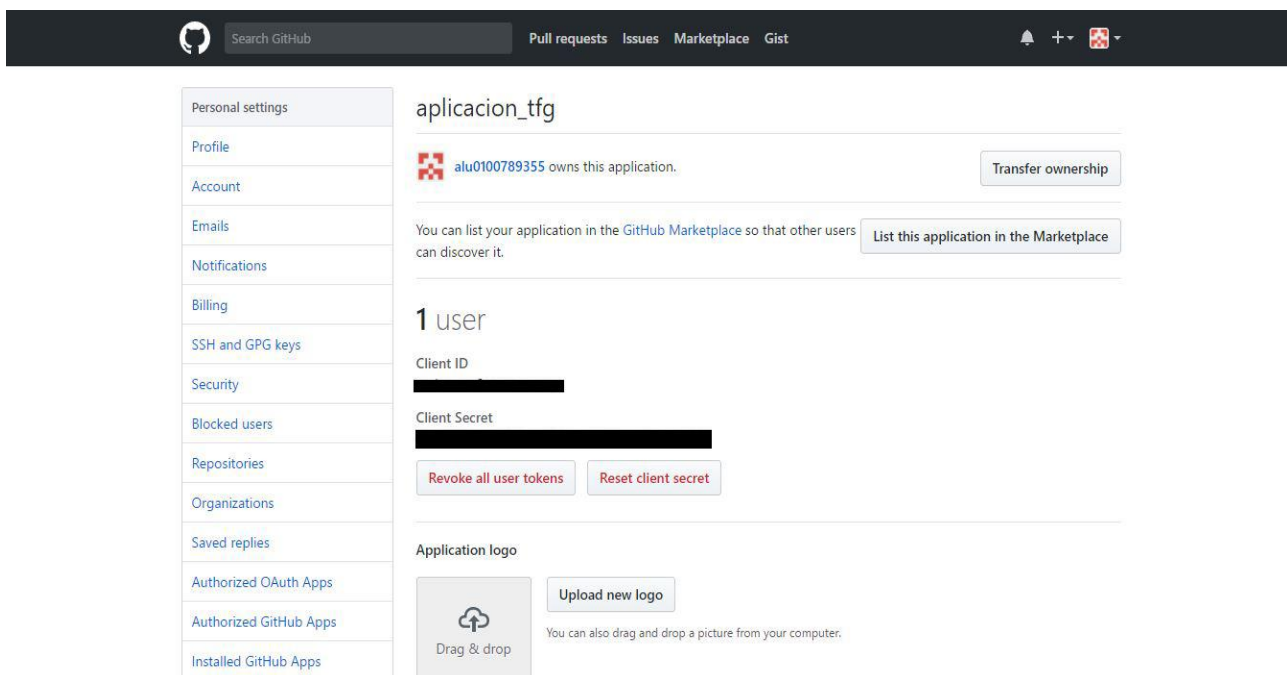 Search GitHub
Pull requests Issues Marketplace Gist
Personal settings
Profile
Account
Emails
Notifications
Billing
SSH and GPG keys
Security
Blocked users
Repositories
Organizations
Saved replies
Authorized OAuth Apps
Authorized GitHub Apps
Installed GitHub Apps
aplicacion_tfg
alu0100789355 owns this application.
Transfer ownership
You can list your application in the GitHub Marketplace so that other users
can discover it.
List this application in the Marketplace
1 user
Client ID
Client Secret
Revoke all user tokens
Reset client secret
Application logo
Drag & drop
Upload new logo
You can also drag and drop a picture from your computer.